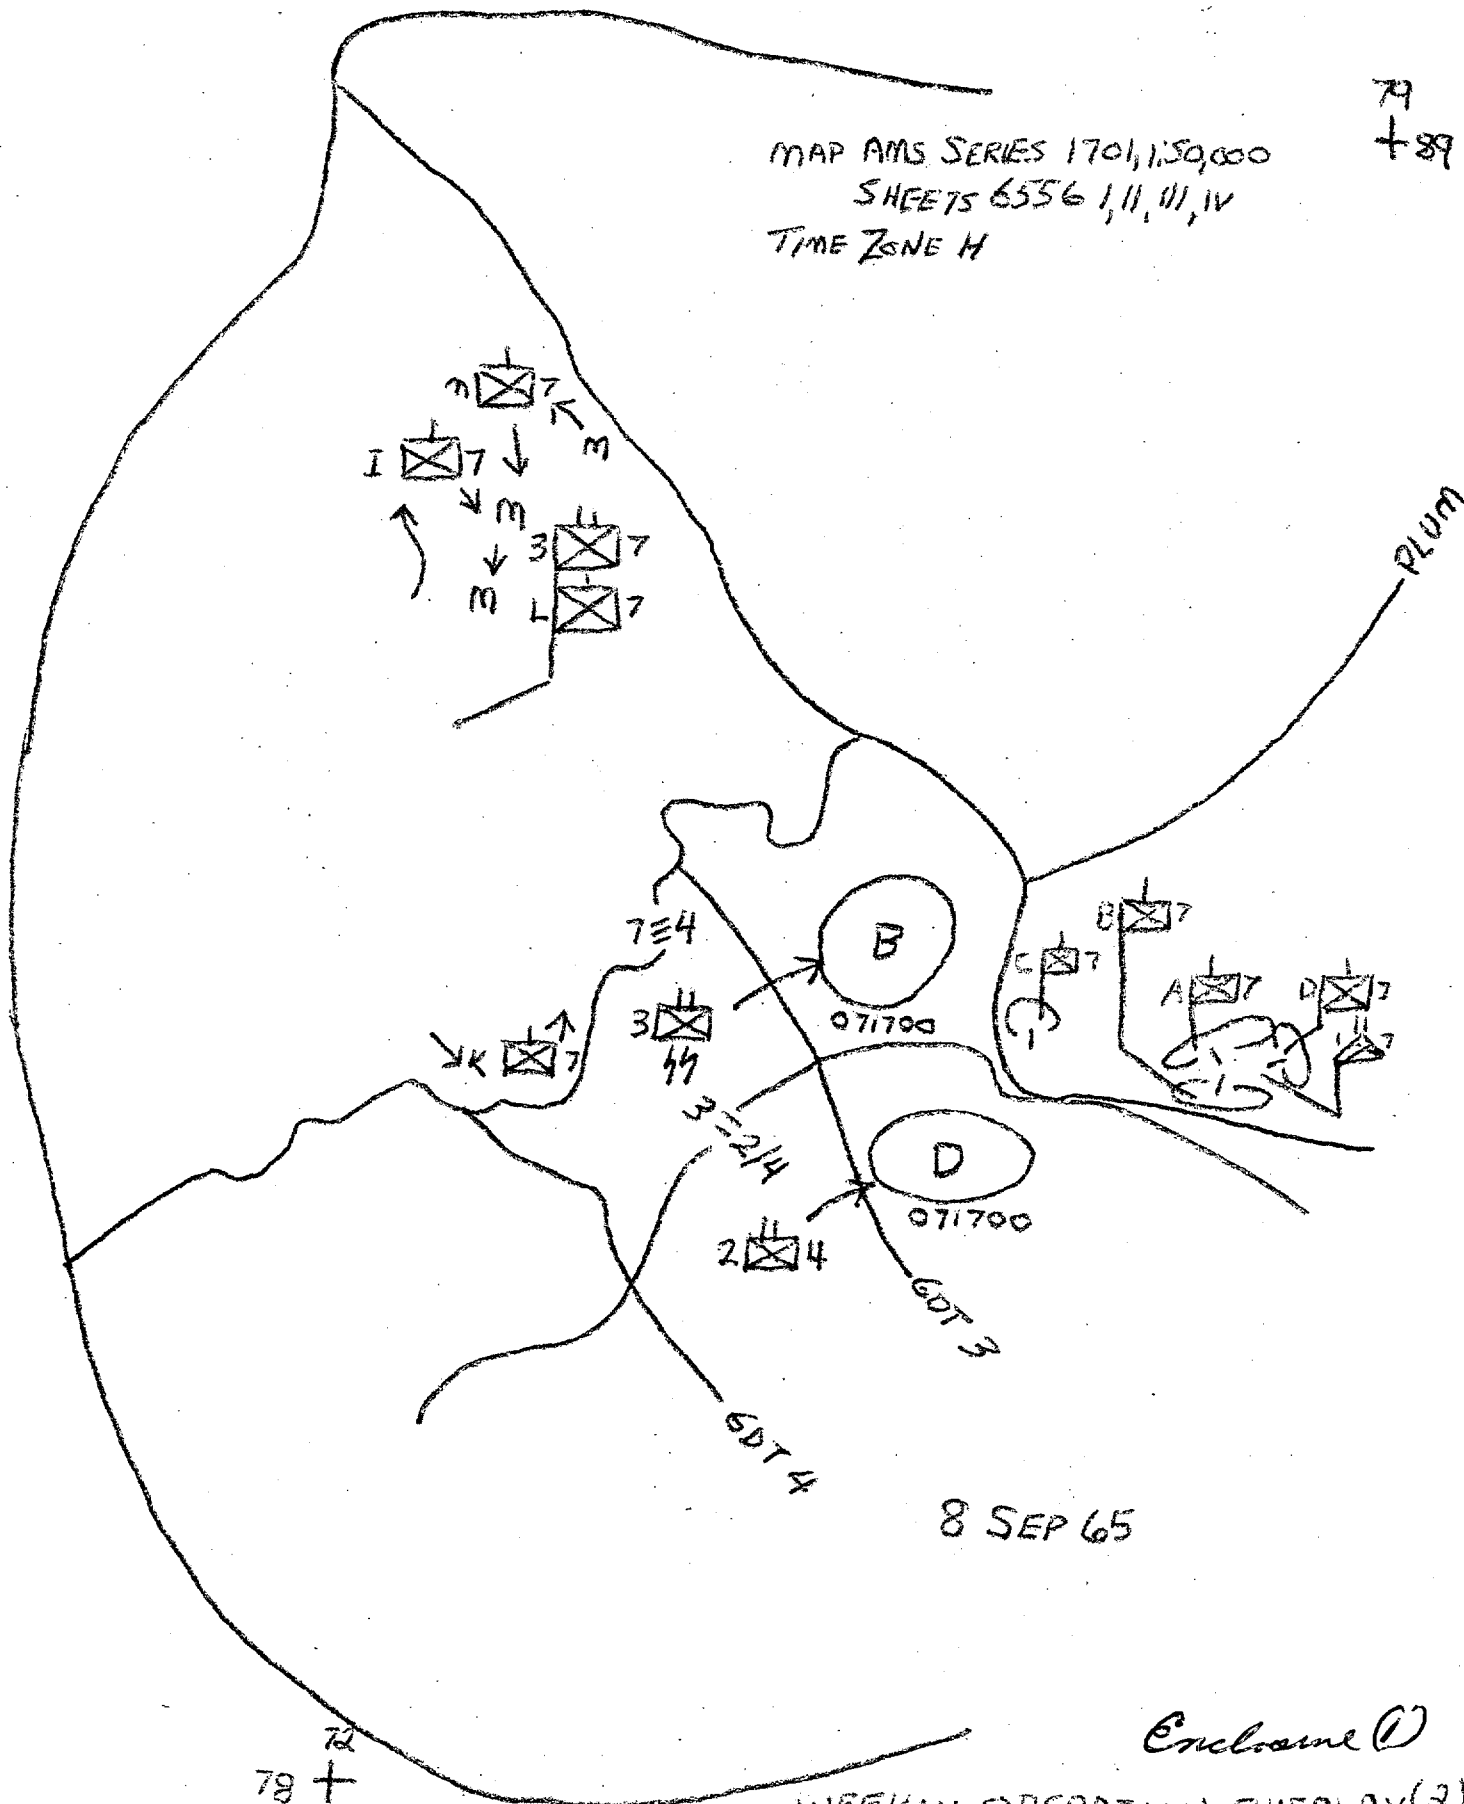 79
+ 89
MAP AMS SERIES 1701, 1:50,000
SHEETS 6556 I, II, III, IV
TIME ZONE H
M 7
M
I 7
M
3 7
M
L 7
PLUM
7 4
B
071700
3
B 7
C 7
A 7
D 7
1 7
K 7
3 2/4
D
071700
2 4
GDT 3
GDT 4
8 SEP 65
Enclosure (1)
72
78 +